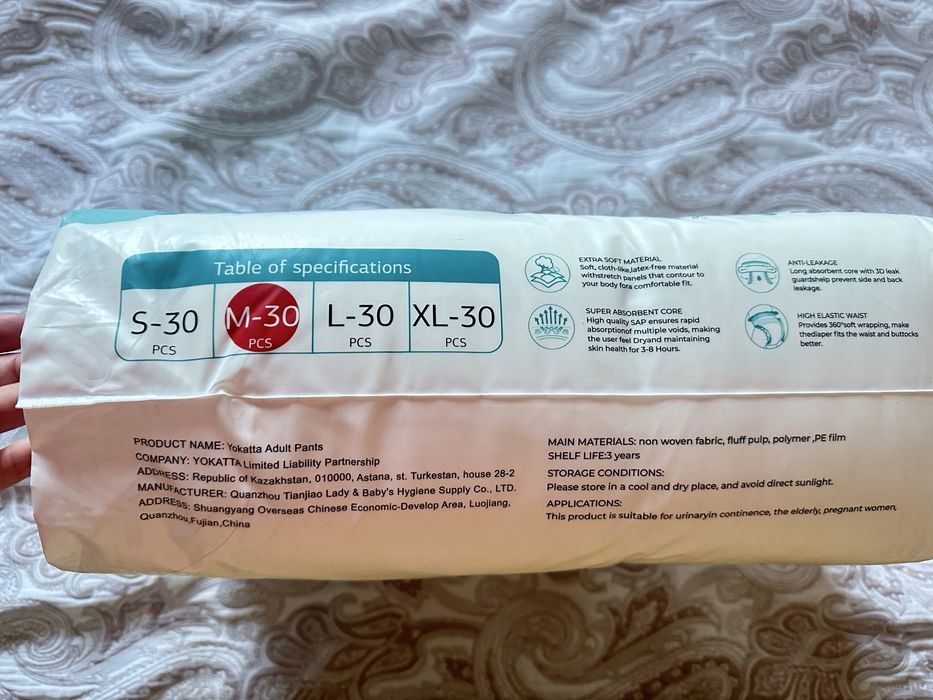 Table of specifications
S-30 M-30 L-30 XL-30
PCS PCS PCS PCS
EXTRA SOFT MATERIAL
Soft, cloth-like,latex-free material
withstretch panels that contour to
your body fora comfortable fit.
ANTI-LEAKAGE
Long absorbent core with 3D leak
guardshelp prevent side and back
leakage.
SUPER ABSORBENT CORE
High quality SAP ensures rapid
absorptionof multiple voids, making
the user feel Dryand maintaining
skin health for 3-8 Hours.
HIGH ELASTIC WAIST
Provides 360°soft wrapping, make
thediaper fits the waist and buttocks
better.
PRODUCT NAME: Yokatta Adult Pants
COMPANY: YOKATTA Limited Liability Partnership
ADDRESS: Republic of Kazakhstan, 010000, Astana, st. Turkestan, house 28-2
MANUFACTURER: Quanzhou Tianjiao Lady & Baby's Hygiene Supply Co., LTD.
ADDRESS: Shuangyang Overseas Chinese Economic-Develop Area, Luojiang,
Quanzhou,Fujian,China
MAIN MATERIALS: non woven fabric, fluff pulp, polymer ,PE film
SHELF LIFE:3 years
STORAGE CONDITIONS:
Please store in a cool and dry place, and avoid direct sunlight.
APPLICATIONS:
This product is suitable for urinaryin continence, the elderly, pregnant women,